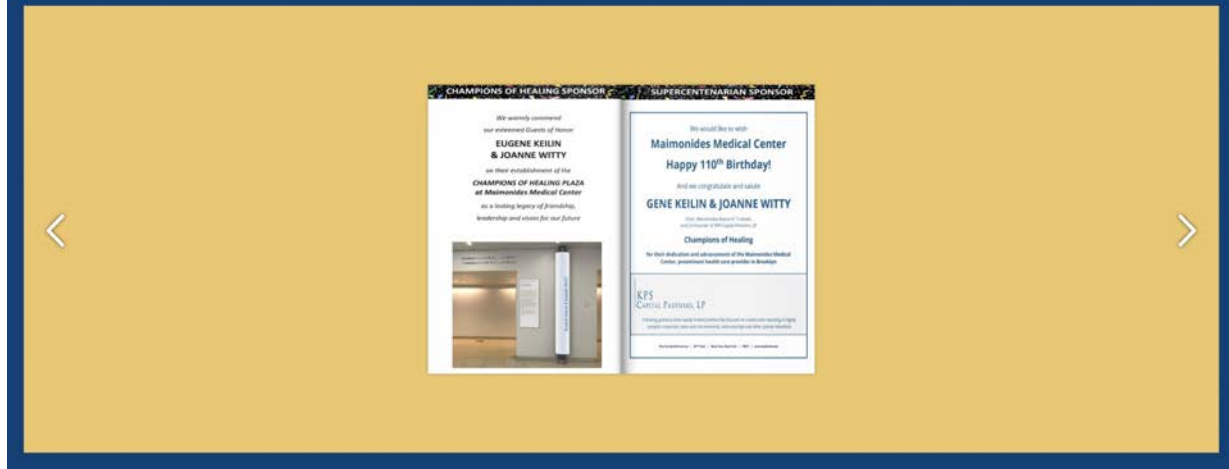 CHAMPIONS OF HEALING SPONSOR
We warmly commend
our esteemed Guests of Honor
EUGENE KEILIN
& JOANNE WITTY
on their establishment of the
CHAMPIONS OF HEALING PLAZA
at Maimonides Medical Center
as a lasting legacy of friendship,
leadership and vision for our future
SUPERCENTENARIAN SPONSOR
We would like to wish
Maimonides Medical Center
Happy 110th Birthday!
And we congratulate and salute
GENE KEILIN & JOANNE WITTY
Champions of Healing
for their dedication and advancement of the Maimonides Medical
Center, preeminent health care provider in Brooklyn
KPS
CAPITAL PARTNERS, LP